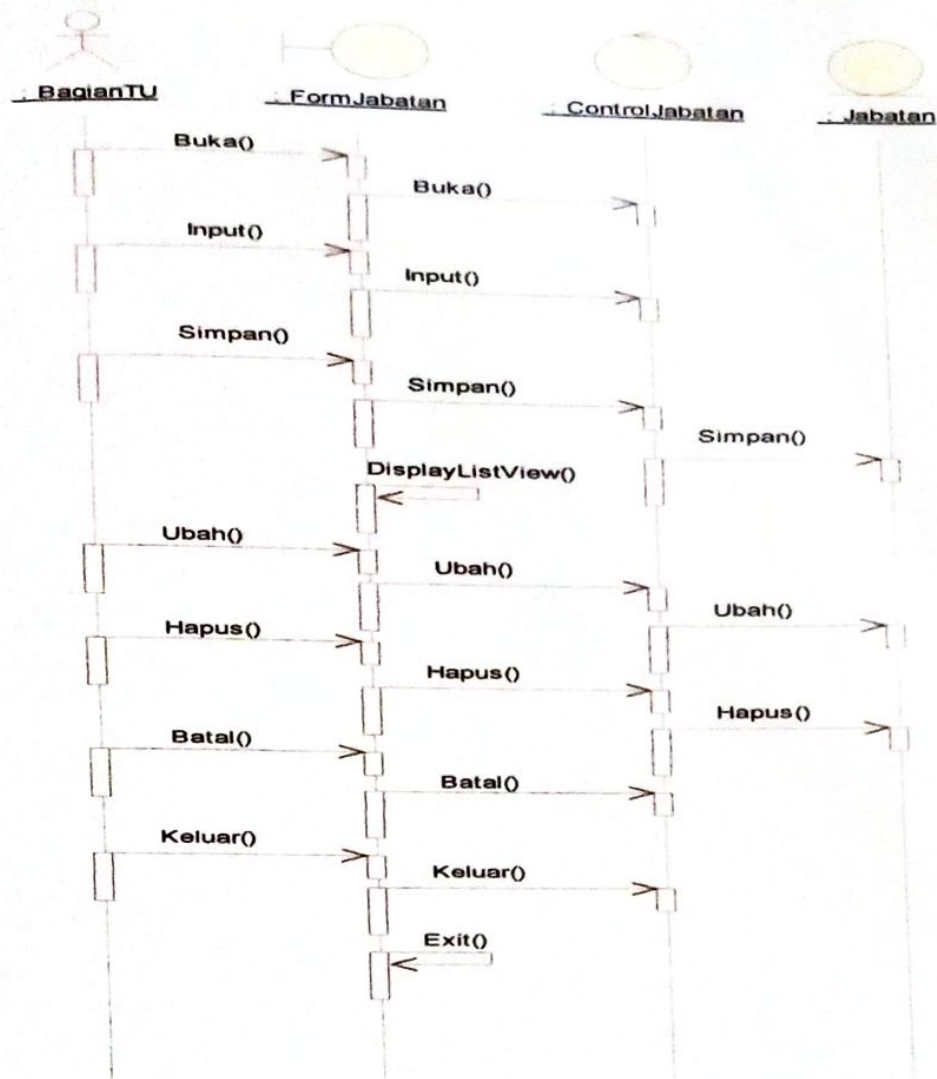 : BagianTU
: FormJabatan
: ControlJabatan
: Jabatan
Buka()
Buka()
Input()
Input()
Simpan()
Simpan()
Simpan()
DisplayListView()
Ubah()
Ubah()
Ubah()
Hapus()
Hapus()
Hapus()
Batal()
Batal()
Keluar()
Keluar()
Exit()